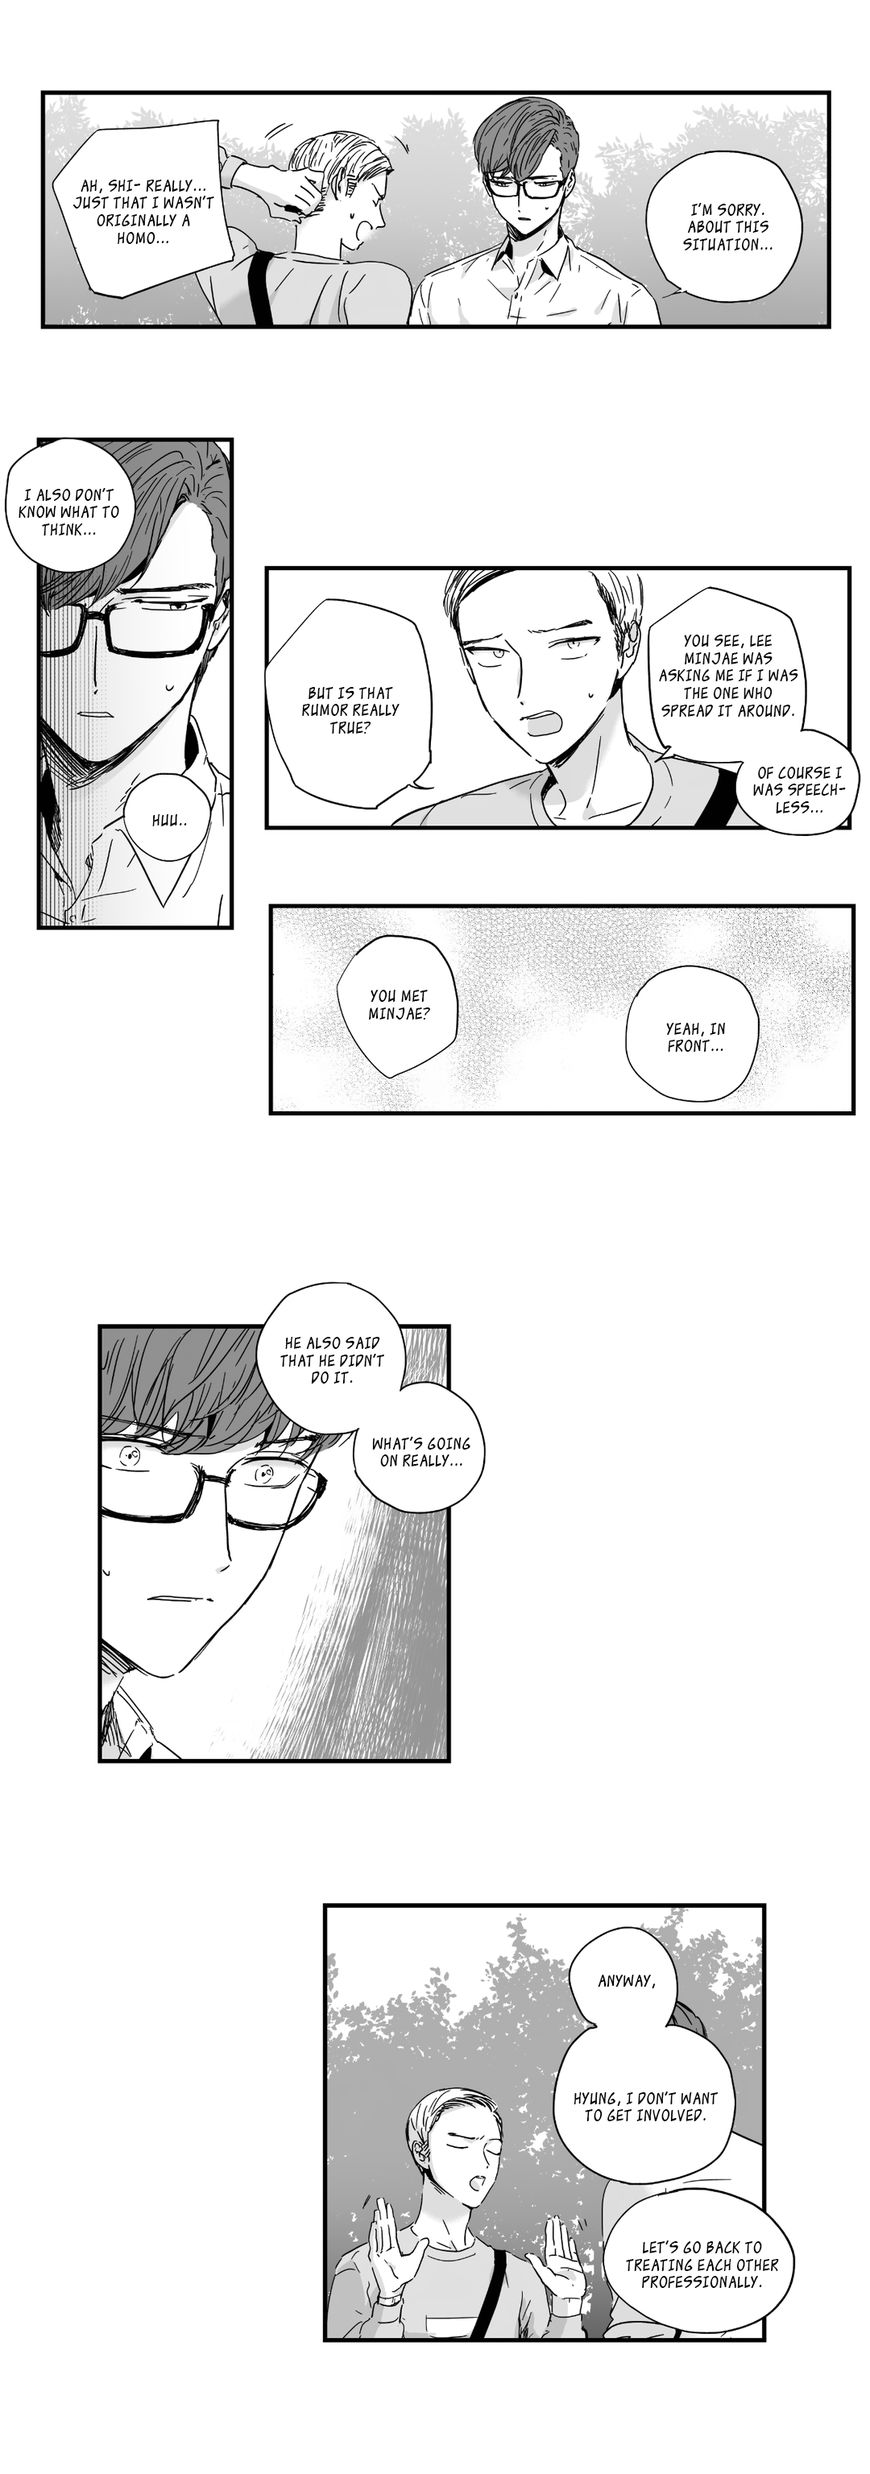 AH, SHI- REALLY...
JUST THAT I WASN'T
ORIGINALLY A
HOMO...
I'M SORRY.
ABOUT THIS
SITUATION...
I ALSO DON'T
KNOW WHAT TO
THINK...
HUU..
BUT IS THAT
RUMOR REALLY
TRUE?
YOU SEE, LEE
MINJAE WAS
ASKING ME IF I WAS
THE ONE WHO
SPREAD IT AROUND.
OF COURSE I
WAS SPEECH-
LESS...
YOU MET
MINJAE?
YEAH, IN
FRONT...
HE ALSO SAID
THAT HE DIDN'T
DO IT.
WHAT'S GOING
ON REALLY...
ANYWAY,
HYUNG, I DON'T WANT
TO GET INVOLVED.
LET'S GO BACK TO
TREATING EACH OTHER
PROFESSIONALLY.